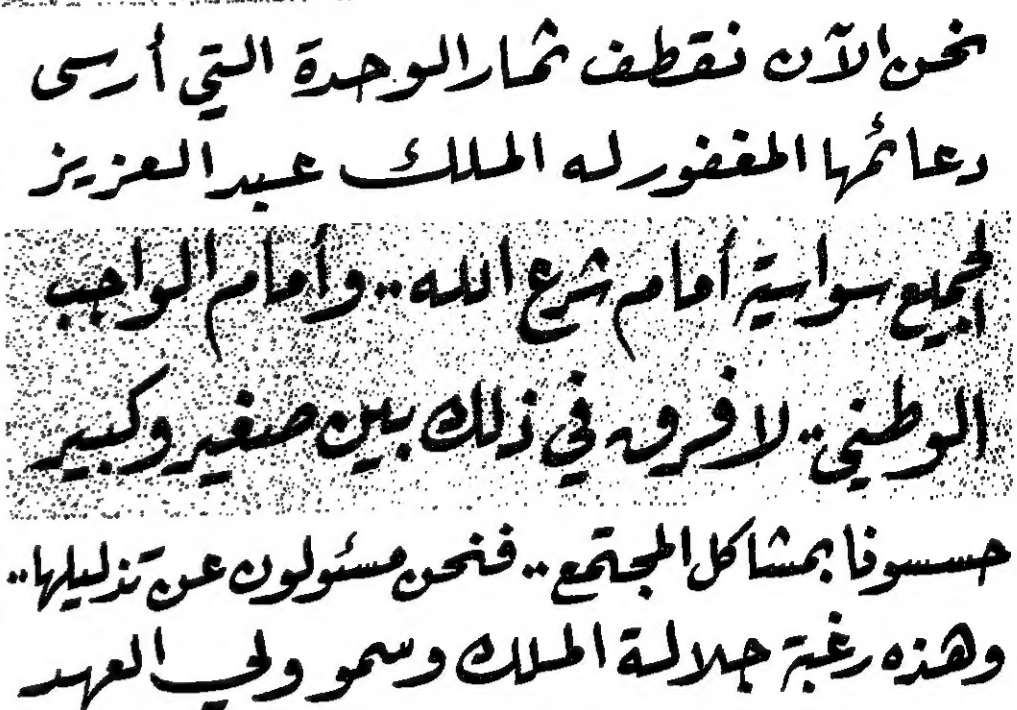 نحن الآن نقطف ثمار الوحدة التي أرسى
دعائمها المغفور له الملك عبد العزيز
الجميع سواسية أمام شرع الله .. وأمام الواجب
الوطني .. لا فرق في ذلك بين صغير وكبير
حسسونا بمشاكل المجتمع .. فنحن مسئولون عن تذليلها ..
وهذه رغبة جلالة الملك وسمو ولي العهد